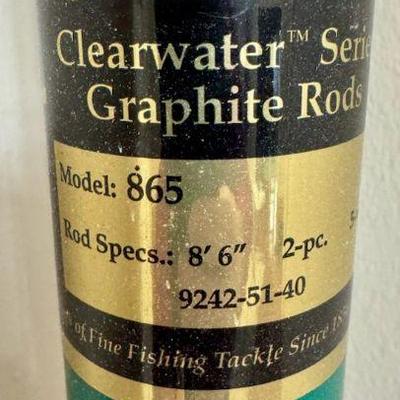 Clearwater™ Serie
Graphite Rods
Model: 865
Rod Specs.: 8' 6" 2-pc. 5-
9242-51-40
of Fine Fishing Tackle Since 18